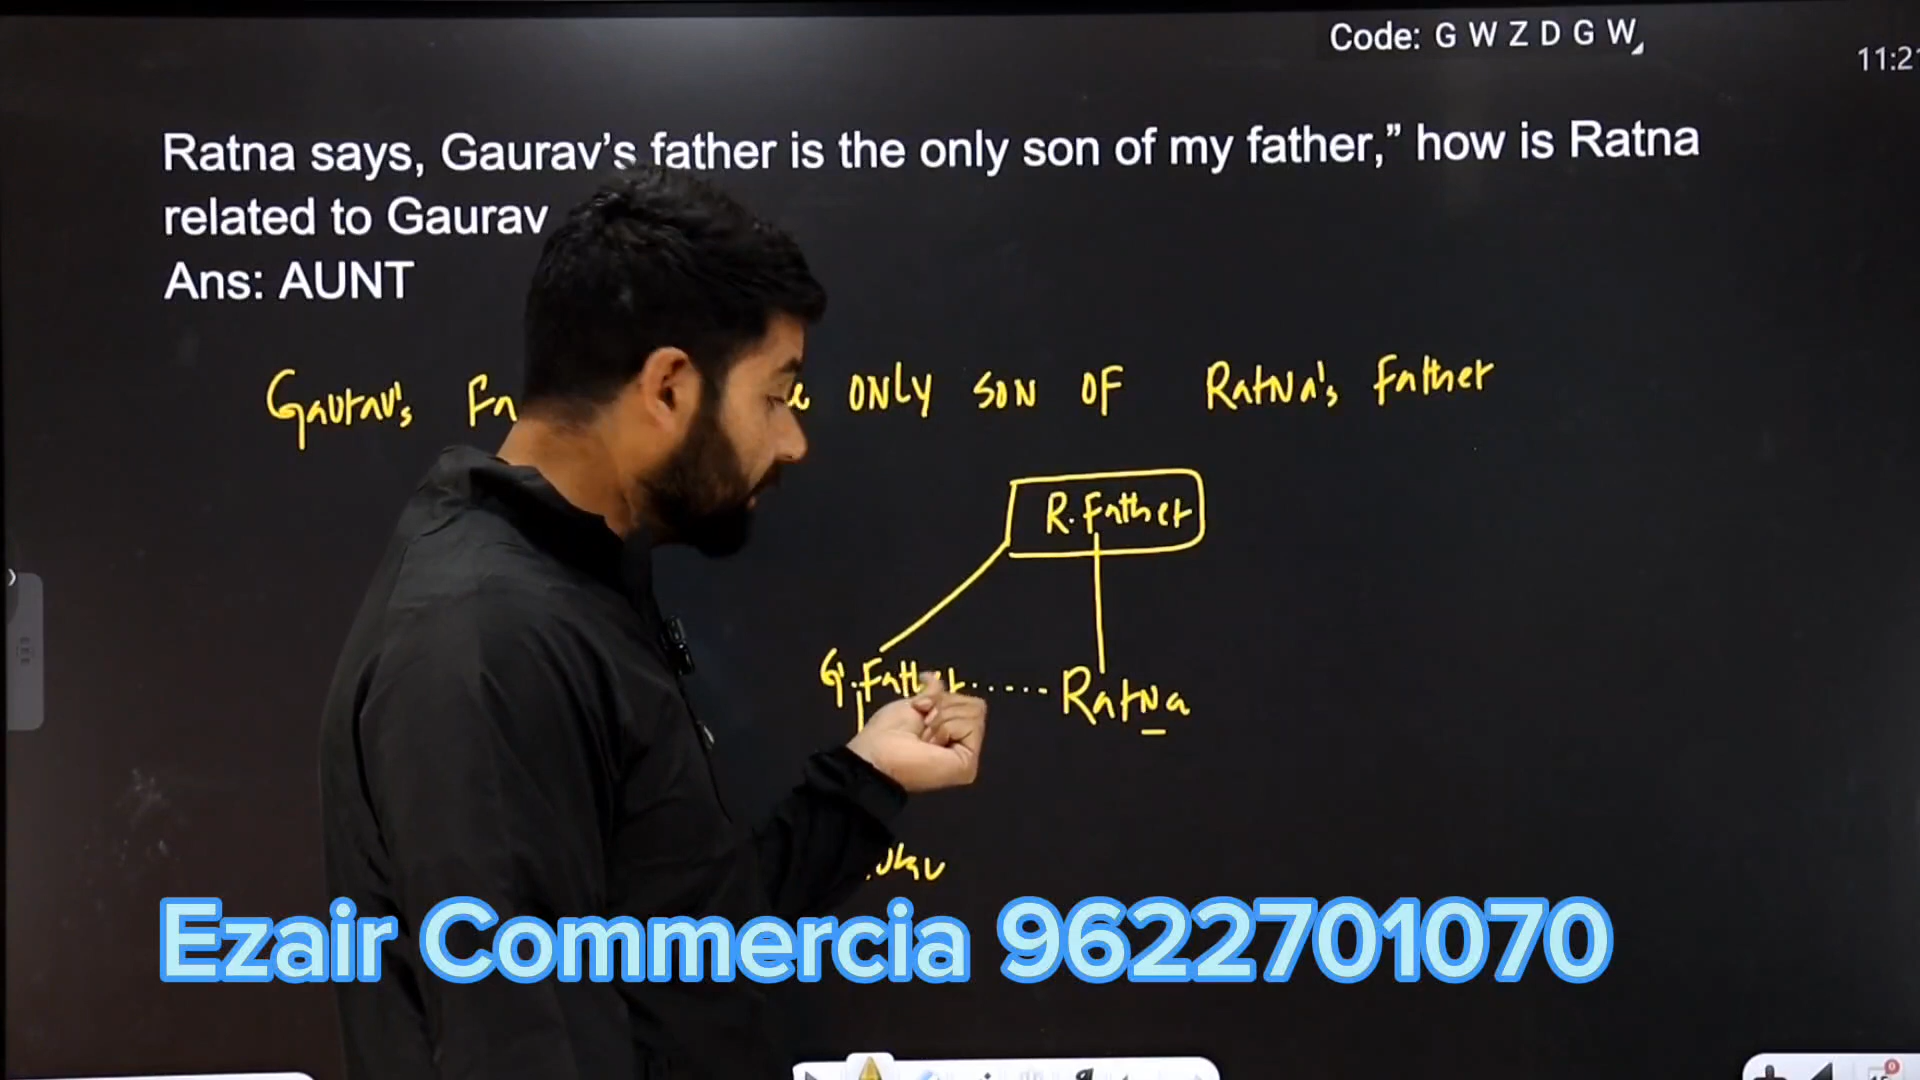 Code: G W Z D G W
11:2
Ratna says, Gaurav’s father is the only son of my father,” how is Ratna
related to Gaurav
Ans: AUNT
Gaurav's ONLY SON OF RatNa's Father
R. Father
G. Father ..... RatNa
Ezair Commercia 9622701070